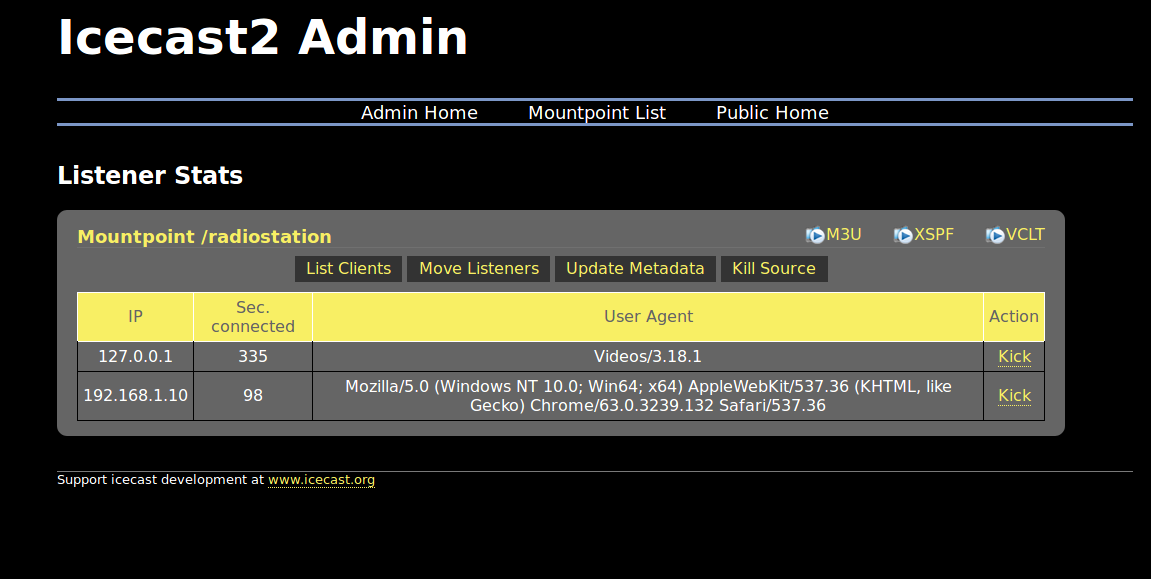 Icecast2 Admin
Admin Home Mountpoint List Public Home
Listener Stats
Mountpoint /radiostation M3U XSPF VCLT
List Clients Move Listeners Update Metadata Kill Source
IP Sec. connected User Agent Action
127.0.0.1 335 Videos/3.18.1 Kick
192.168.1.10 98 Mozilla/5.0 (Windows NT 10.0; Win64; x64) AppleWebKit/537.36 (KHTML, like
Gecko) Chrome/63.0.3239.132 Safari/537.36 Kick
Support icecast development at www.icecast.org